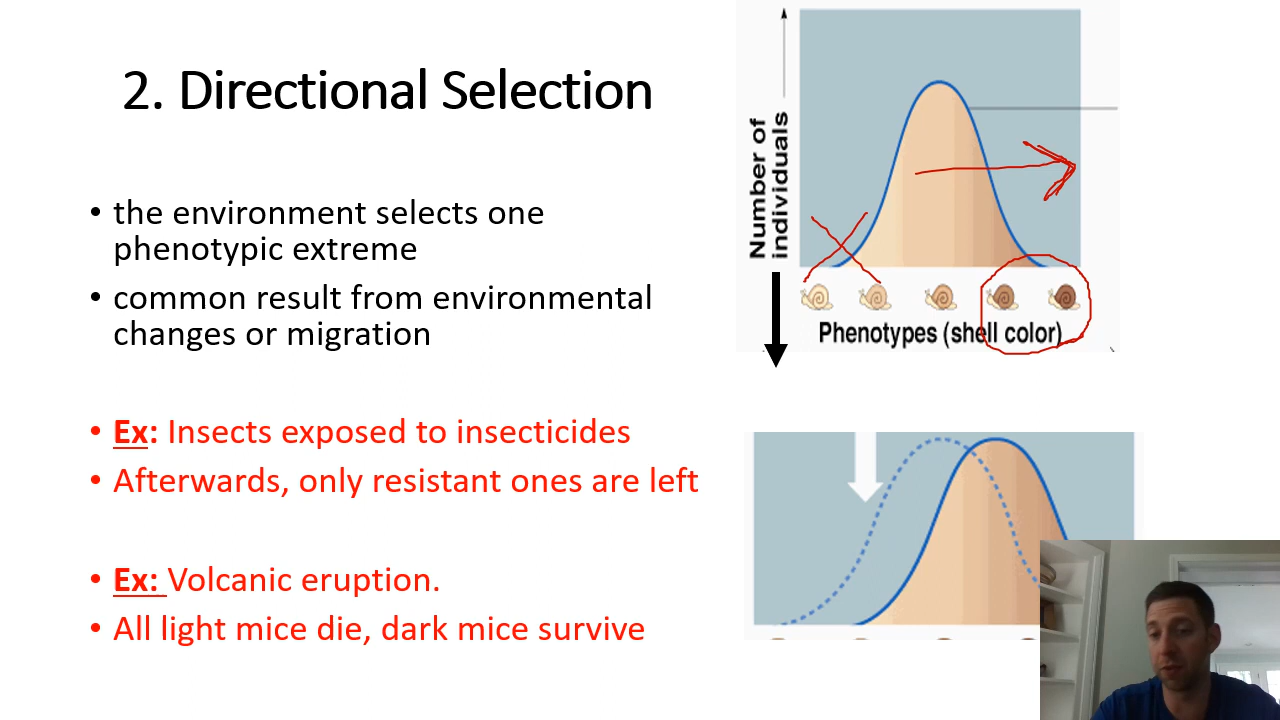 2. Directional Selection
• the environment selects one
phenotypic extreme
• common result from environmental
changes or migration
• Ex: Insects exposed to insecticides
• Afterwards, only resistant ones are left
• Ex: Volcanic eruption.
• All light mice die, dark mice survive
Number of
individuals
Phenotypes (shell color)